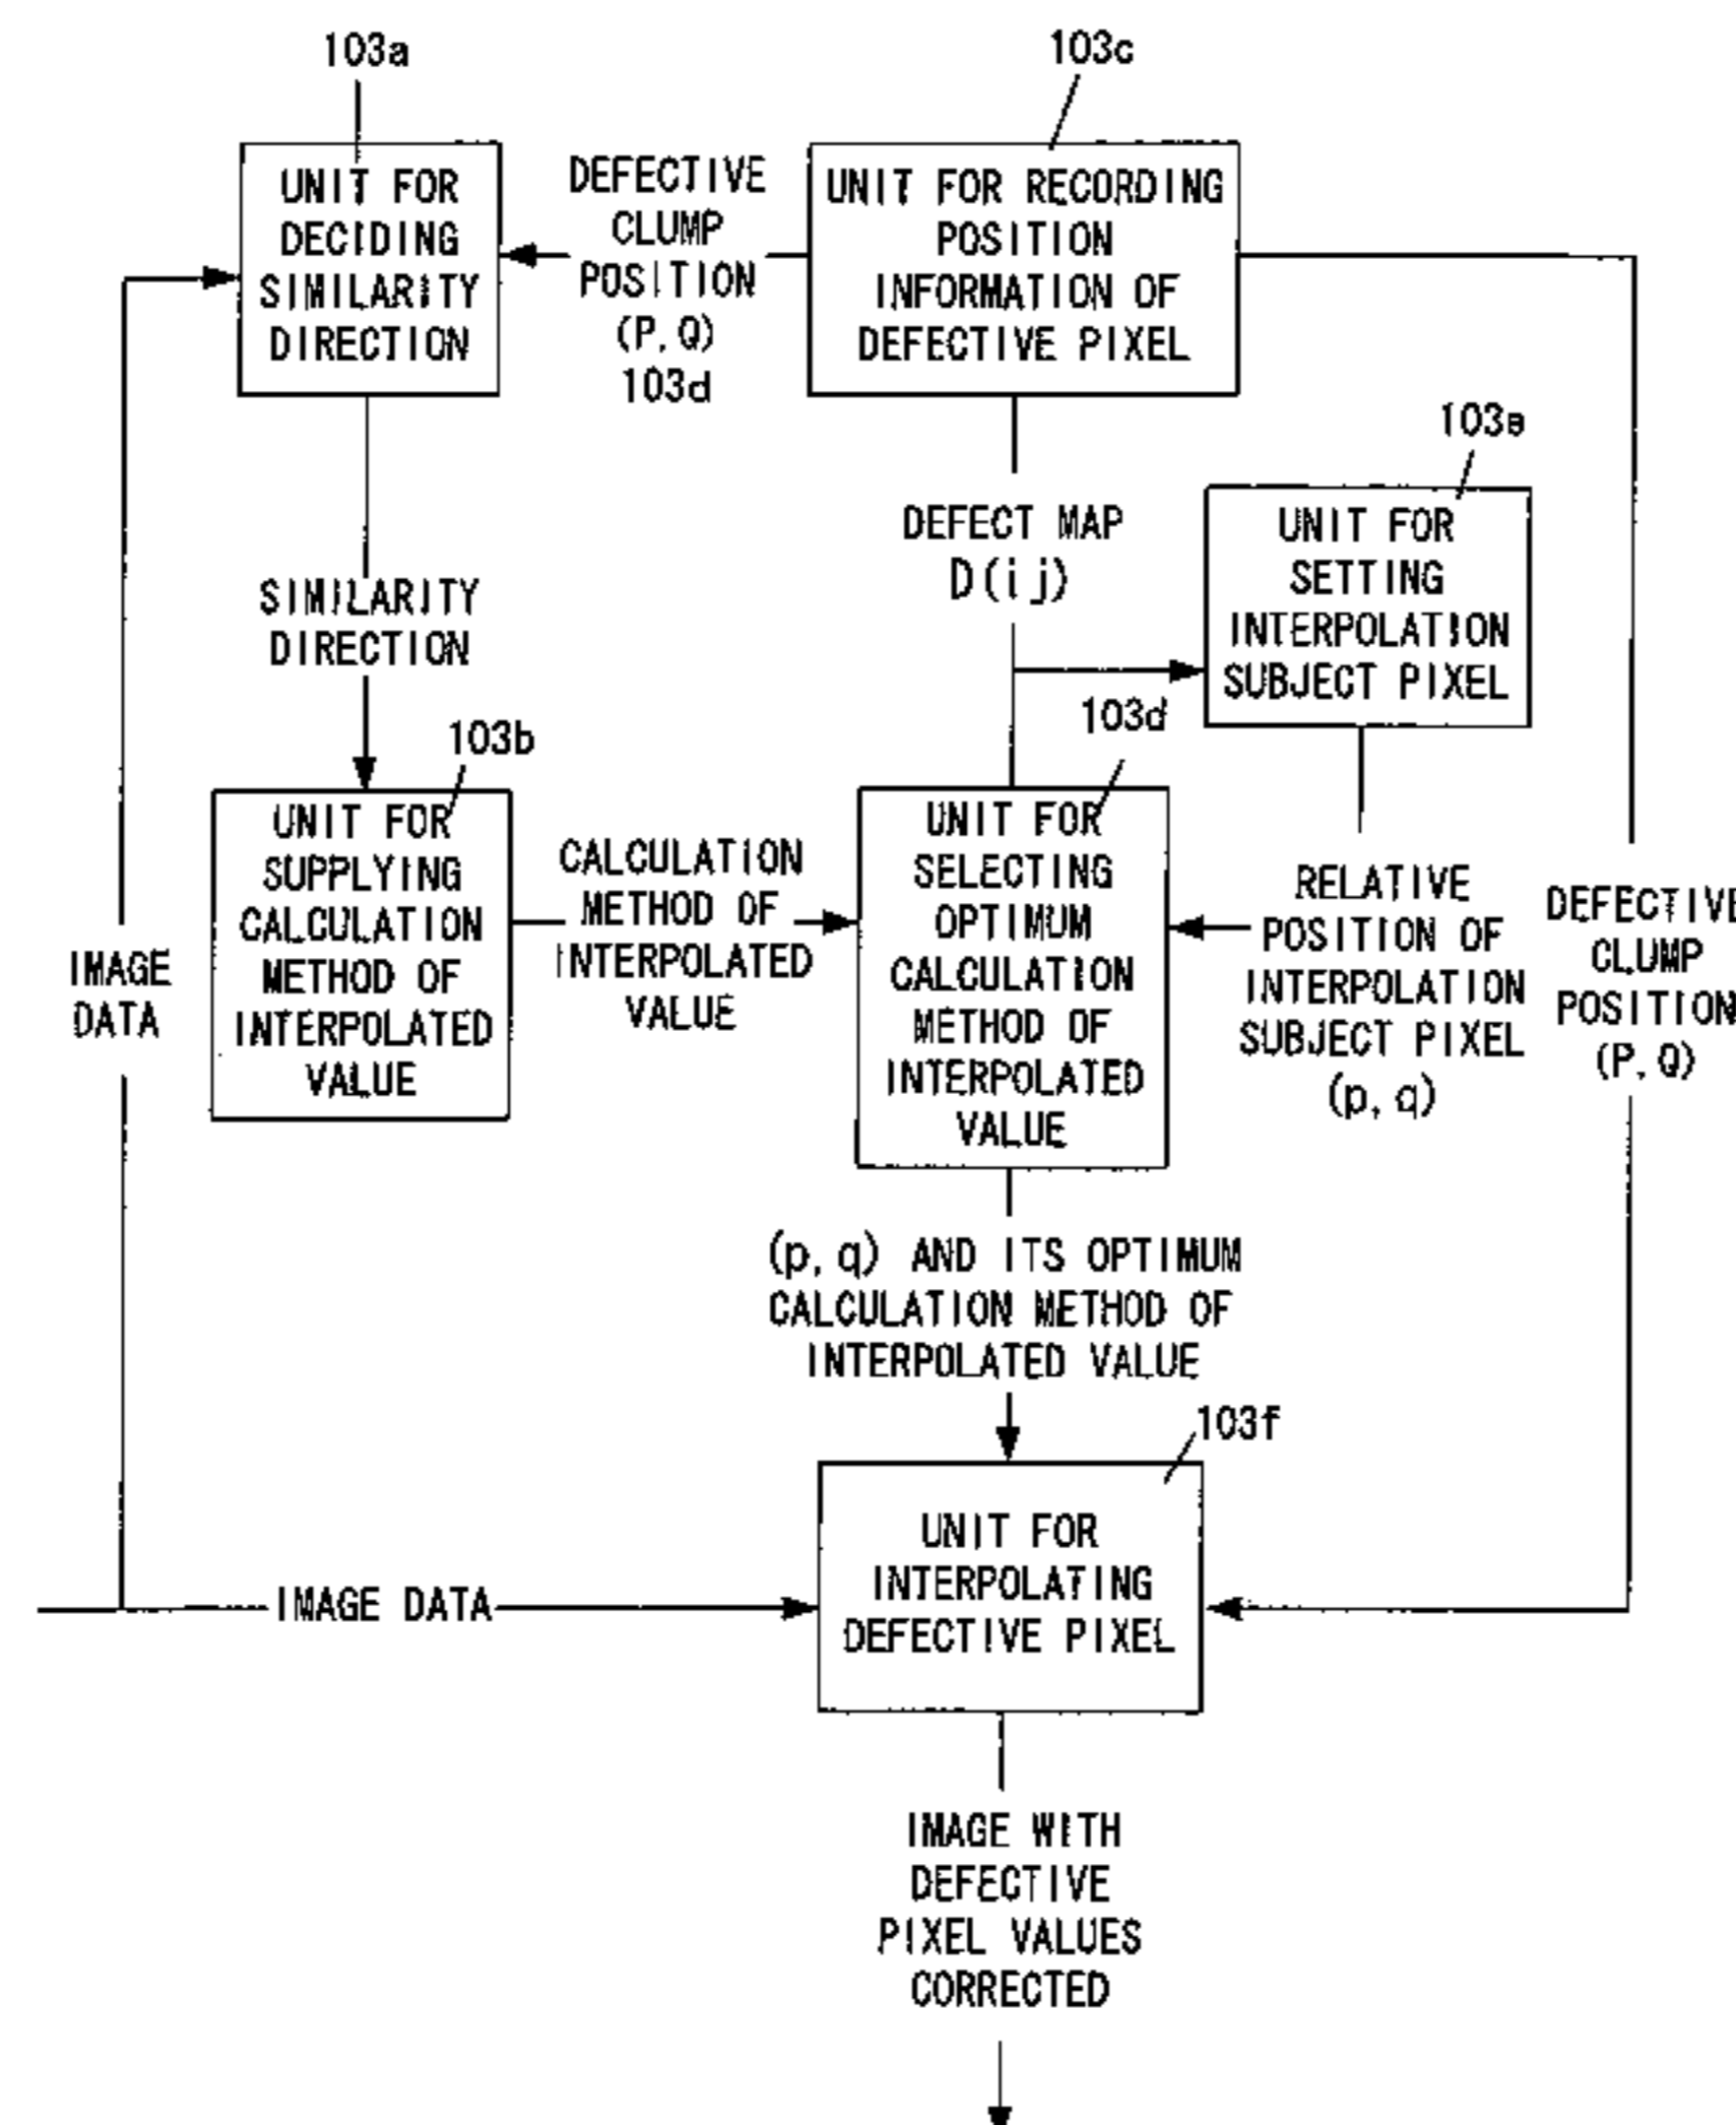 103a
103c
UNIT FOR
DECIDING
SIMILARITY
DIRECTION
DEFECTIVE
CLUMP
POSITION
(P,Q)
103d
UNIT FOR RECORDING
POSITION
INFORMATION OF
DEFECTIVE PIXEL
103e
DEFECT MAP
D(ij)
UNIT FOR
SETTING
INTERPOLATION
SUBJECT PIXEL
SIMILARITY
DIRECTION
103b
103d
UNIT FOR
SUPPLYING
CALCULATION
METHOD OF
INTERPOLATED
VALUE
CALCULATION
METHOD OF
INTERPOLATED
VALUE
UNIT FOR
SELECTING
OPTIMUM
CALCULATION
METHOD OF
INTERPOLATED
VALUE
RELATIVE
POSITION OF
INTERPOLATION
SUBJECT PIXEL
(p,q)
DEFECTIVE
CLUMP
POSITION
(P,Q)
IMAGE
DATA
(p,q) AND ITS OPTIMUM
CALCULATION METHOD OF
INTERPOLATED VALUE
103f
UNIT FOR
INTERPOLATING
DEFECTIVE PIXEL
IMAGE DATA
IMAGE WITH
DEFECTIVE
PIXEL VALUES
CORRECTED